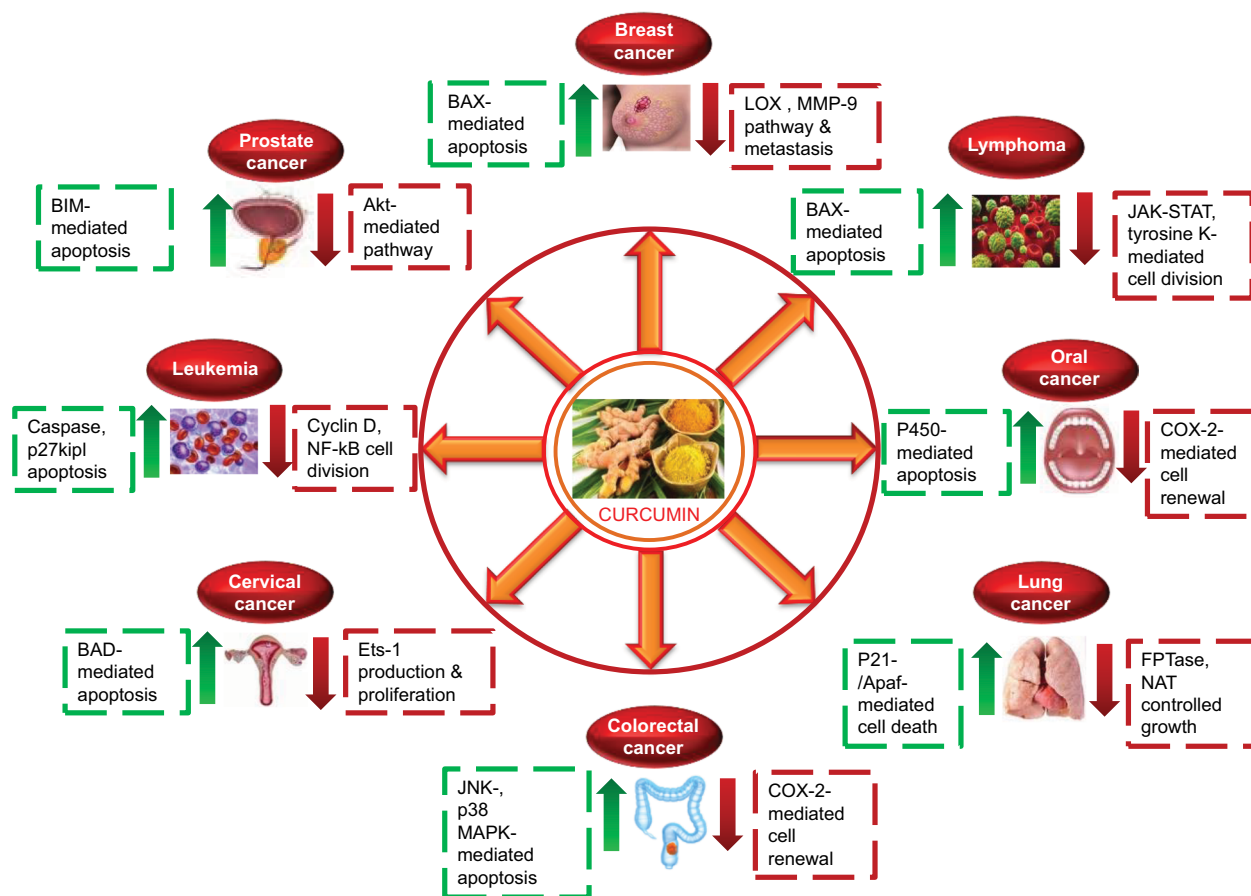 Breast
cancer
BAX-
mediated
apoptosis
LOX , MMP-9
pathway &
metastasis
Lymphoma
BAX-
mediated
apoptosis
JAK-STAT,
tyrosine K-
mediated
cell division
Oral
cancer
P450-
mediated
apoptosis
COX-2-
mediated
cell
renewal
Lung
cancer
P21-
/Apaf-
mediated
cell death
FPTase,
NAT
controlled
growth
Colorectal
cancer
JNK-,
p38
MAPK-
mediated
apoptosis
COX-2-
mediated
cell
renewal
Cervical
cancer
BAD-
mediated
apoptosis
Ets-1
production &
proliferation
Leukemia
Caspase,
p27kipl
apoptosis
Cyclin D,
NF-kB cell
division
Prostate
cancer
BIM-
mediated
apoptosis
Akt-
mediated
pathway
CURCUMIN